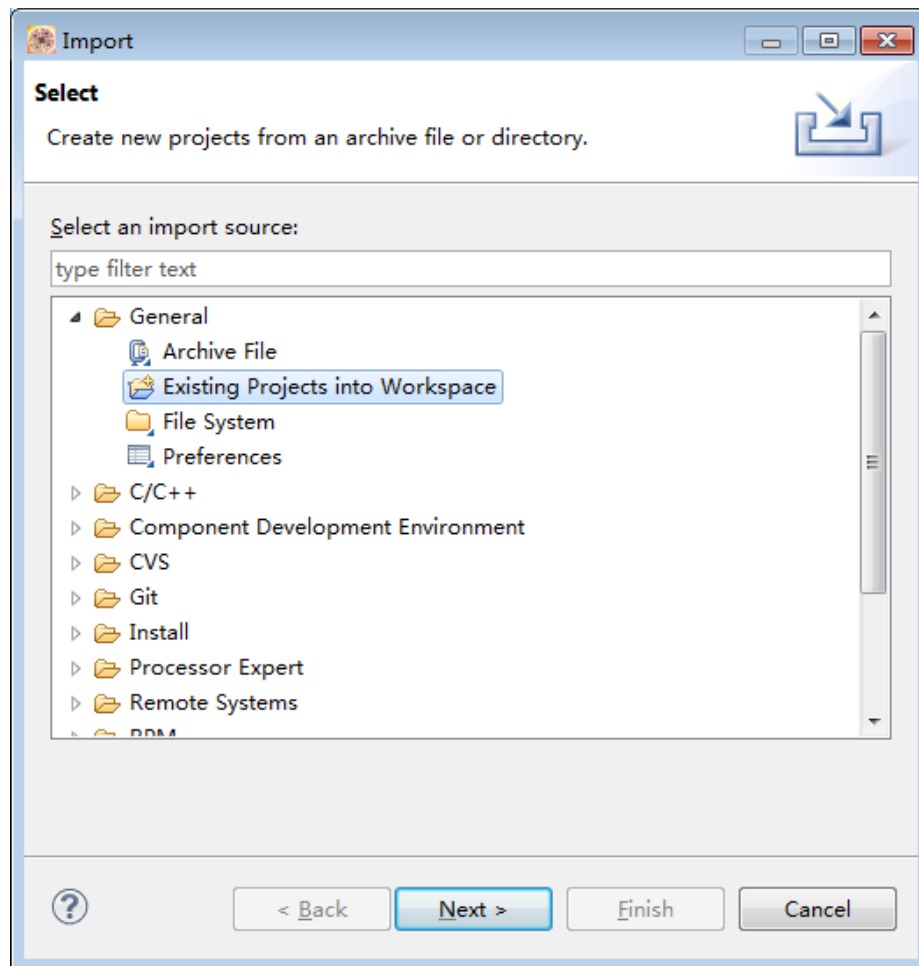 Import
Select
Create new projects from an archive file or directory.
Select an import source:
type filter text
General
Archive File
Existing Projects into Workspace
File System
Preferences
C/C++
Component Development Environment
CVS
Git
Install
Processor Expert
Remote Systems
< Back Next > Finish Cancel